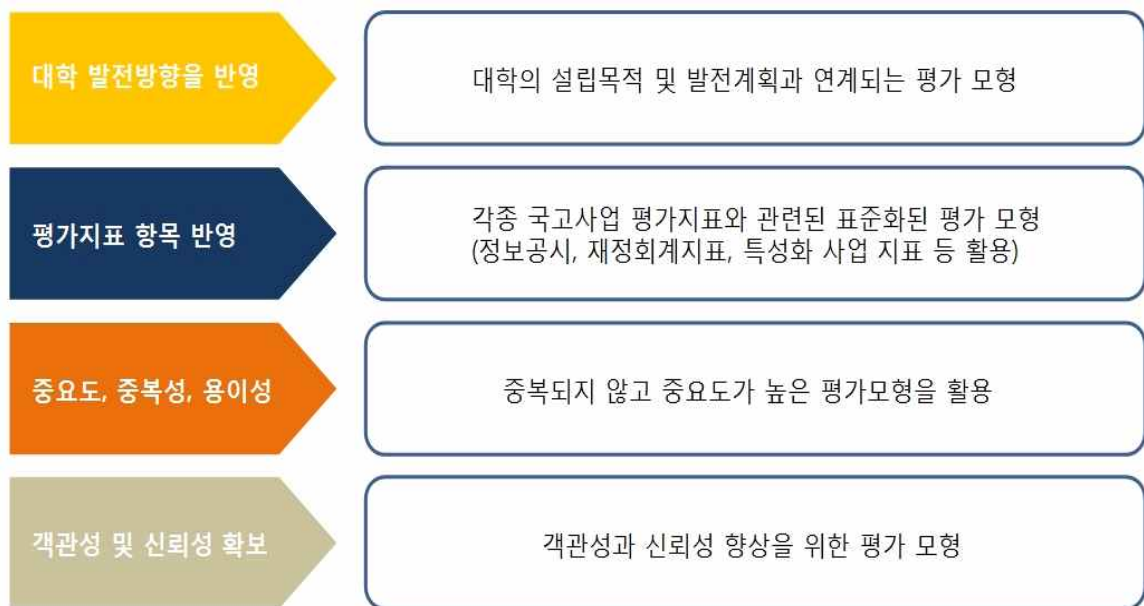 대학 발전방향을 반영
대학의 설립목적 및 발전계획과 연계되는 평가 모형
평가지표 항목 반영
각종 국고사업 평가지표와 관련된 표준화된 평가 모형
(정보공시, 재정회계지표, 특성화 사업 지표 등 활용)
중요도, 중복성, 용이성
중복되지 않고 중요도가 높은 평가모형을 활용
객관성 및 신뢰성 확보
객관성과 신뢰성 향상을 위한 평가 모형